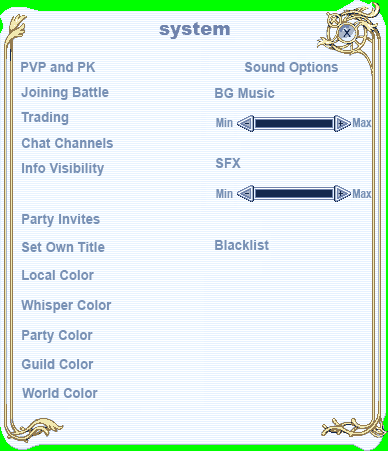 system
X
PVP and PK
Sound Options
Joining Battle
BG Music
Trading
Min Max
Chat Channels
Info Visibility
SFX
Min Max
Party Invites
Set Own Title
Blacklist
Local Color
Whisper Color
Party Color
Guild Color
World Color